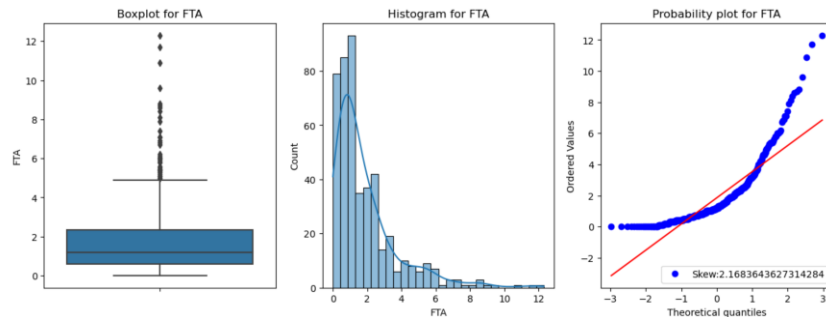 Boxplot for FTA
12
10
8
6
4
2
0
FTA
Histogram for FTA
80
60
40
20
0
Count
0 2 4 6 8 10 12
FTA
Probability plot for FTA
12
10
8
6
4
2
0
−2
Ordered Values
Skew:2.1683643627314284
−3 −2 −1 0 1 2 3
Theoretical quantiles